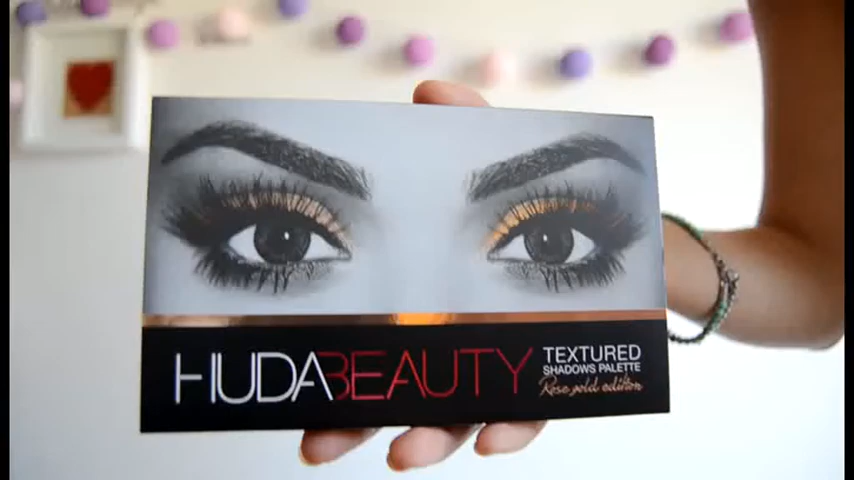 HUDABEAUTY
TEXTURED
SHADOWS PALETTE
Rose gold edition